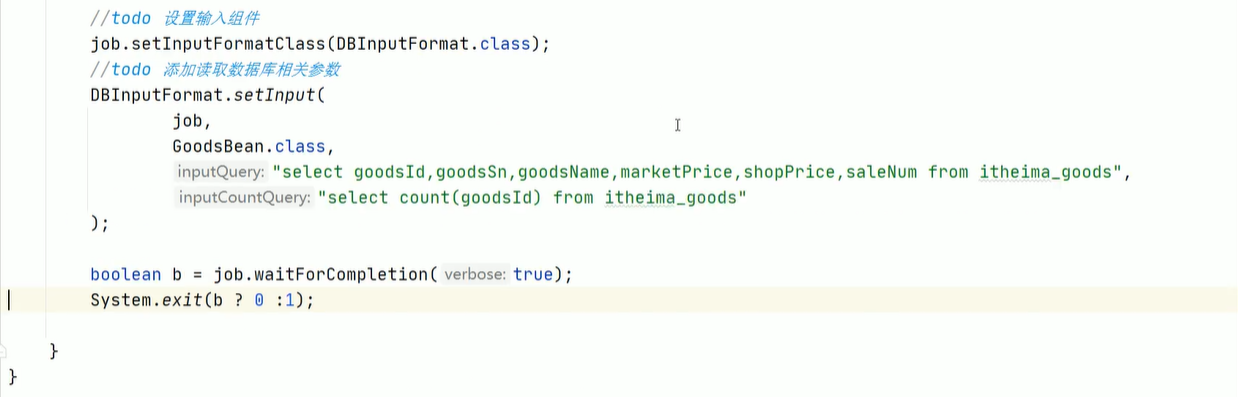 //todo 设置输入组件
job.setInputFormatClass(DBInputFormat.class);
//todo 添加读取数据库相关参数
DBInputFormat.setInput(
job,
GoodsBean.class,
inputQuery: "select goodsId,goodsSn,goodsName,marketPrice,shopPrice,saleNum from itheima_goods",
inputCountQuery: "select count(goodsId) from itheima_goods"
);
boolean b = job.waitForCompletion( verbose: true);
System.exit(b ? 0 :1);
}
}